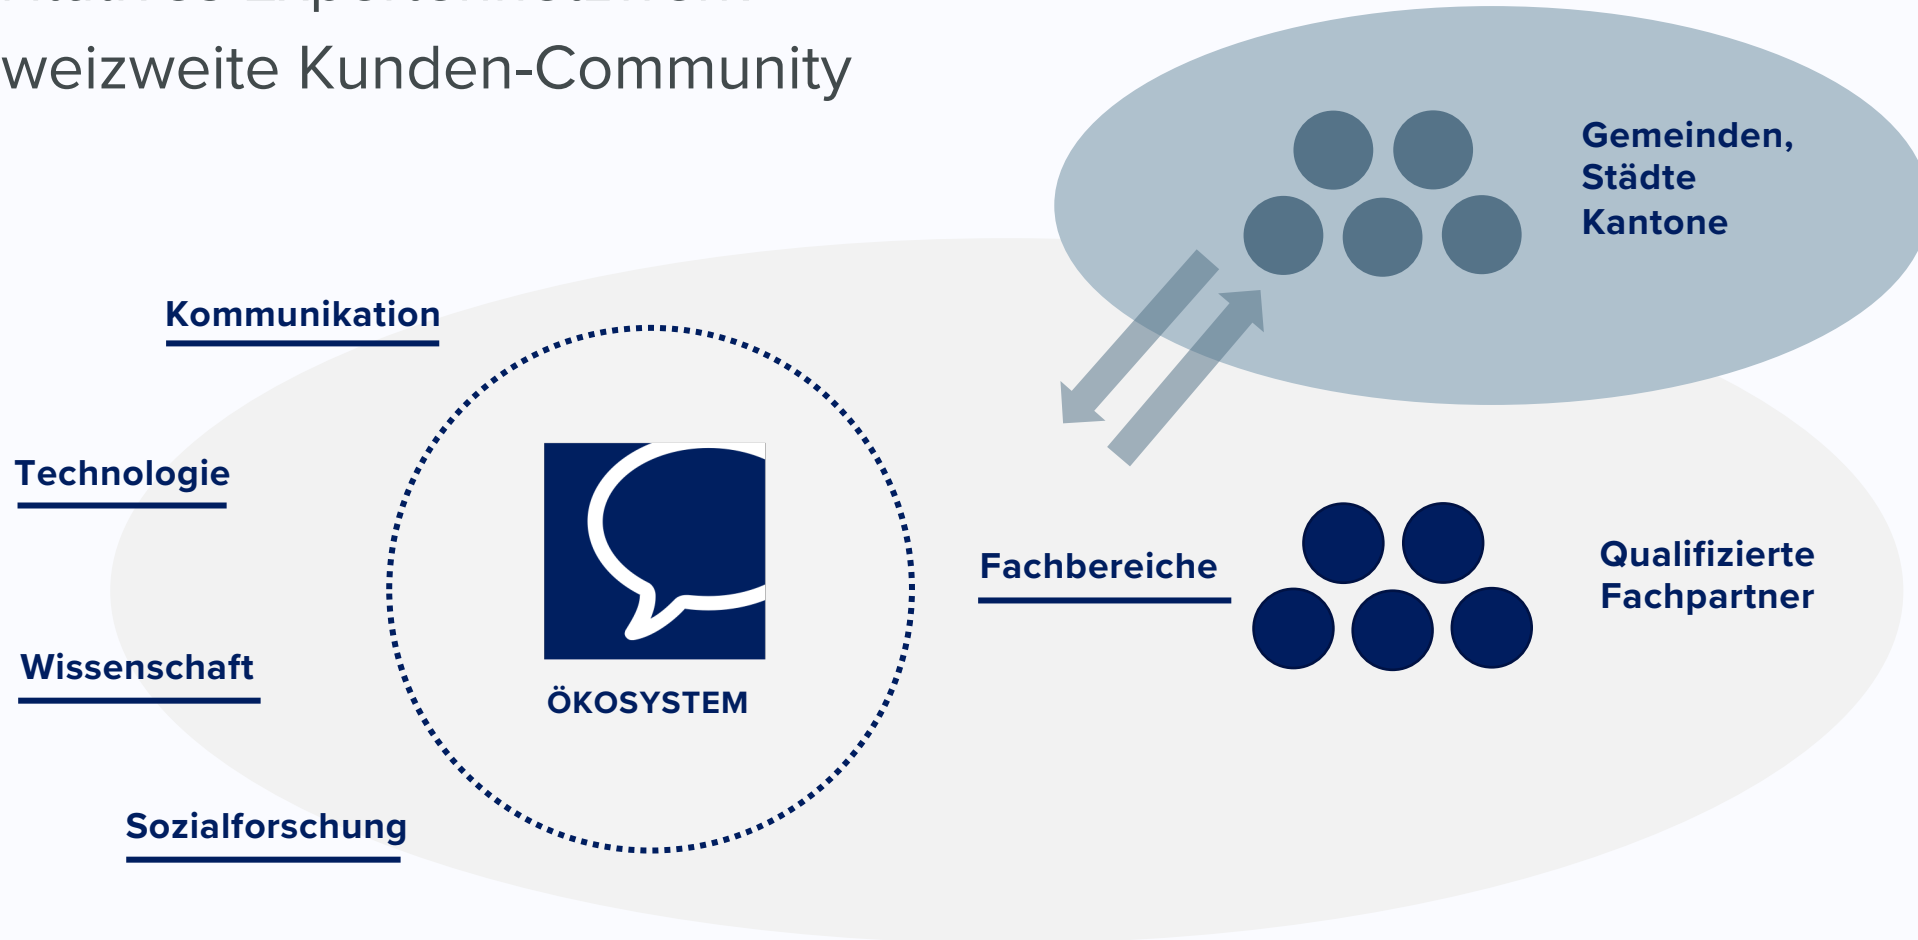 weizweite Kunden-Community
Gemeinden,
Städte
Kantone
Kommunikation
Technologie
Fachbereiche
Qualifizierte
Fachpartner
Wissenschaft
ÖKOSYSTEM
Sozialforschung